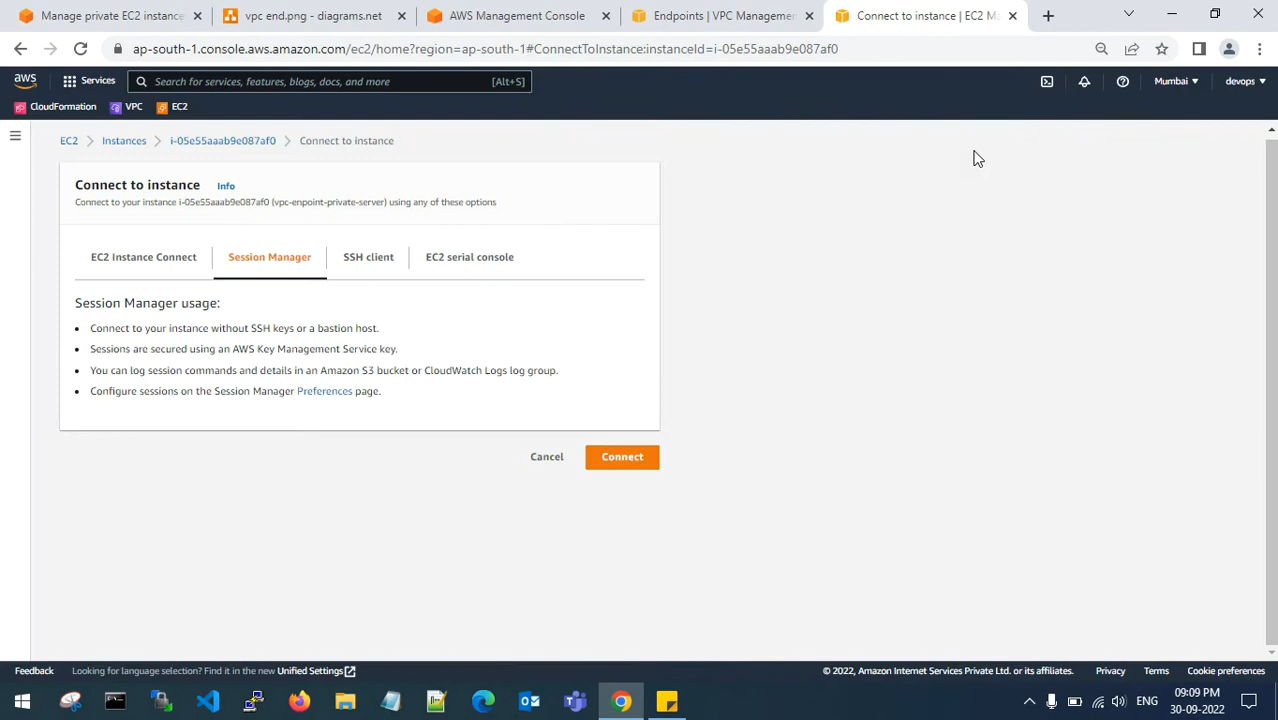 Manage private EC2 instance
vpc end.png - diagrams.net
AWS Management Console
Endpoints | VPC Managemen
Connect to instance | EC2 M
ap-south-1.console.aws.amazon.com/ec2/home?region=ap-south-1#ConnectToInstance:instanceId=i-05e55aaab9e087af0
aws
Services
Search for services, features, blogs, docs, and more
[Alt+S]
Mumbai
devops
CloudFormation
VPC
EC2
EC2
Instances
i-05e55aaab9e087af0
Connect to instance
Connect to instance
Info
Connect to your instance i-05e55aaab9e087af0 (vpc-enpoint-private-server) using any of these options
EC2 Instance Connect
Session Manager
SSH client
EC2 serial console
Session Manager usage:
Connect to your instance without SSH keys or a bastion host.
Sessions are secured using an AWS Key Management Service key.
You can log session commands and details in an Amazon S3 bucket or CloudWatch Logs log group.
Configure sessions on the Session Manager Preferences page.
Cancel
Connect
Feedback
Looking for language selection? Find it in the new Unified Settings
© 2022, Amazon Internet Services Private Ltd. or its affiliates.
Privacy
Terms
Cookie preferences
ENG
09:09 PM
30-09-2022